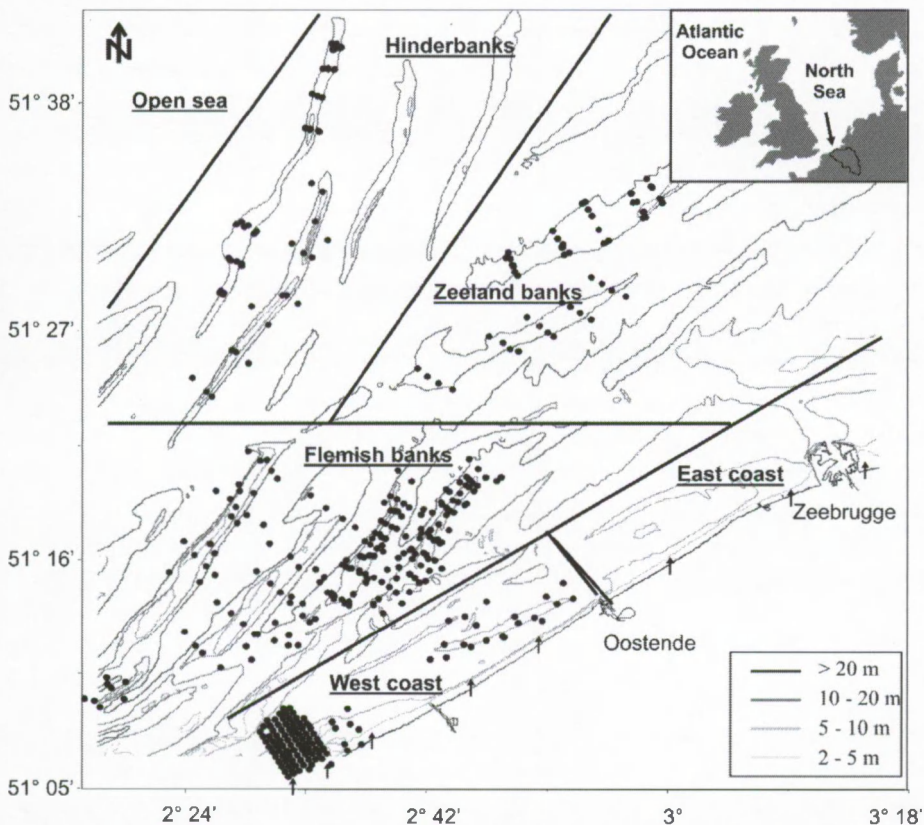 N
Hinderbanks
Open sea
Atlantic
Ocean
North
Sea
51° 38'
Zeeland banks
51° 27'
Flemish banks
East coast
Zeebrugge
51° 16'
Oostende
West coast
> 20 m
10 - 20 m
5 - 10 m
2 - 5 m
51° 05'
2° 24'
2° 42'
3°
3° 18'